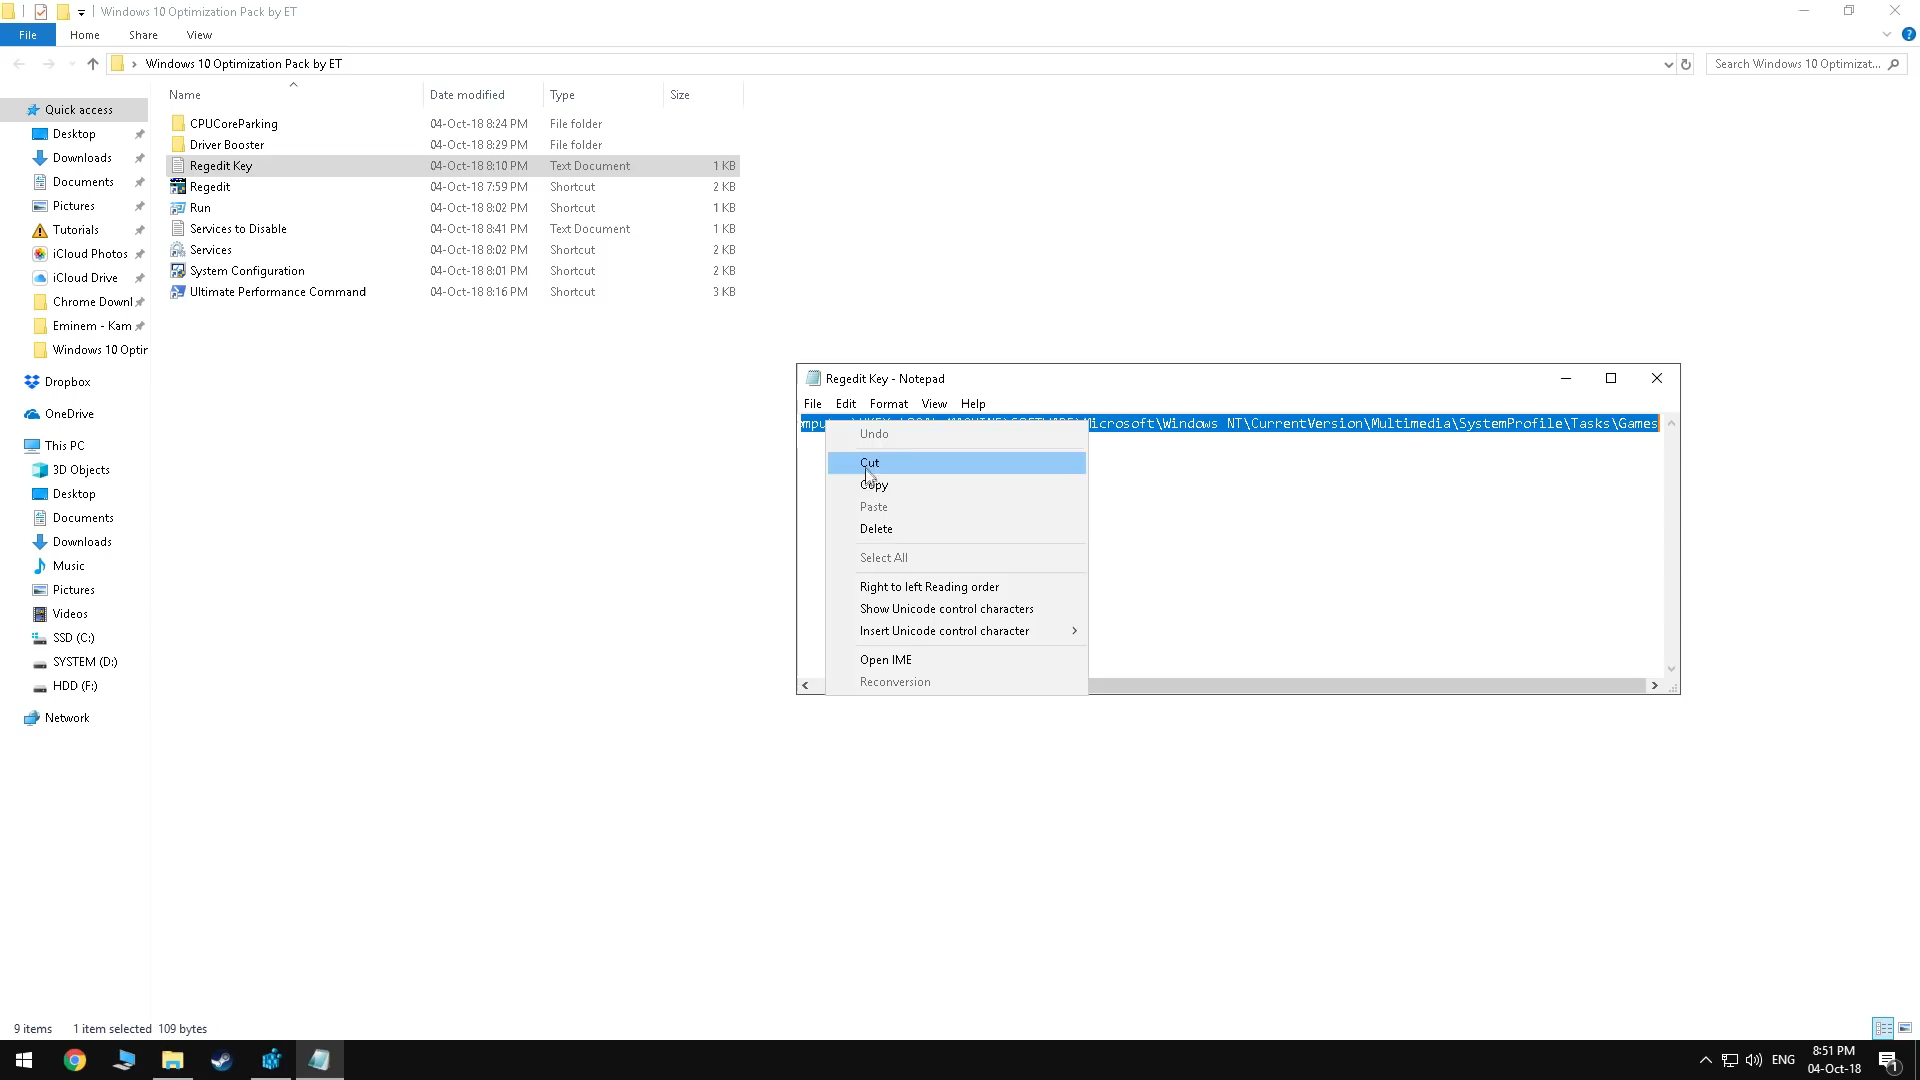 Windows 10 Optimization Pack by ET
File Home Share View
Windows 10 Optimization Pack by ET
Search Windows 10 Optimizat...
Name Date modified Type Size
Quick access
Desktop
Downloads
Documents
Pictures
Tutorials
iCloud Photos
iCloud Drive
Chrome Downl
Eminem - Kam
Windows 10 Optir
Dropbox
OneDrive
This PC
3D Objects
Desktop
Documents
Downloads
Music
Pictures
Videos
SSD (C:)
SYSTEM (D:)
HDD (F:)
Network
CPUCoreParking 04-Oct-18 8:24 PM File folder
Driver Booster 04-Oct-18 8:29 PM File folder
Regedit Key 04-Oct-18 8:10 PM Text Document 1 KB
Regedit 04-Oct-18 7:59 PM Shortcut 2 KB
Run 04-Oct-18 8:02 PM Shortcut 1 KB
Services to Disable 04-Oct-18 8:41 PM Text Document 1 KB
Services 04-Oct-18 8:02 PM Shortcut 2 KB
System Configuration 04-Oct-18 8:01 PM Shortcut 2 KB
Ultimate Performance Command 04-Oct-18 8:16 PM Shortcut 3 KB
Regedit Key - Notepad
File Edit Format View Help
Microsoft\Windows NT\CurrentVersion\Multimedia\SystemProfile\Tasks\Games
Undo
Cut
Copy
Paste
Delete
Select All
Right to left Reading order
Show Unicode control characters
Insert Unicode control character
Open IME
Reconversion
9 items 1 item selected 109 bytes
ENG
8:51 PM
04-Oct-18
1